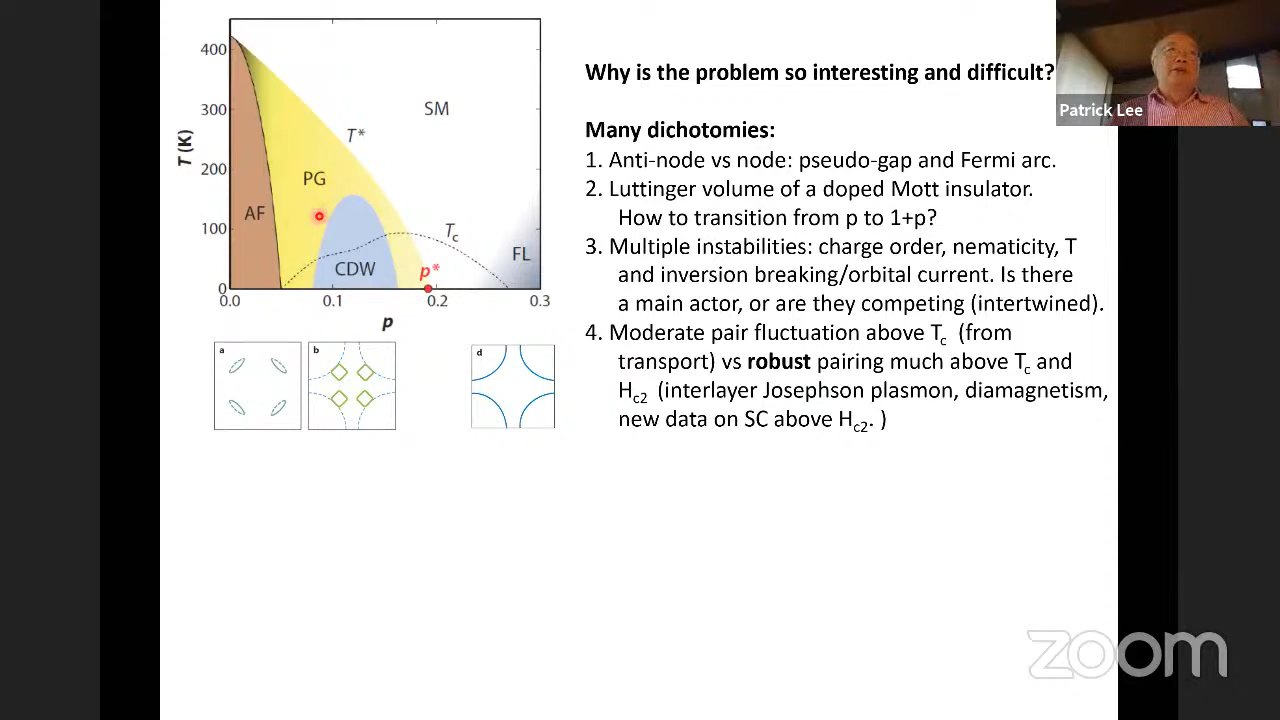 400
300
200
100
0
T (K)
0.0
0.1
0.2
0.3
p
AF
PG
T*
SM
CDW
Tc
p*
FL
a
b
d
Why is the problem so interesting and difficult?
Many dichotomies:
1. Anti-node vs node: pseudo-gap and Fermi arc.
2. Luttinger volume of a doped Mott insulator.
How to transition from p to 1+p?
3. Multiple instabilities: charge order, nematicity, T
and inversion breaking/orbital current. Is there
a main actor, or are they competing (intertwined).
4. Moderate pair fluctuation above Tc (from
transport) vs robust pairing much above Tc and
Hc2 (interlayer Josephson plasmon, diamagnetism,
new data on SC above Hc2. )
Patrick Lee
zoom